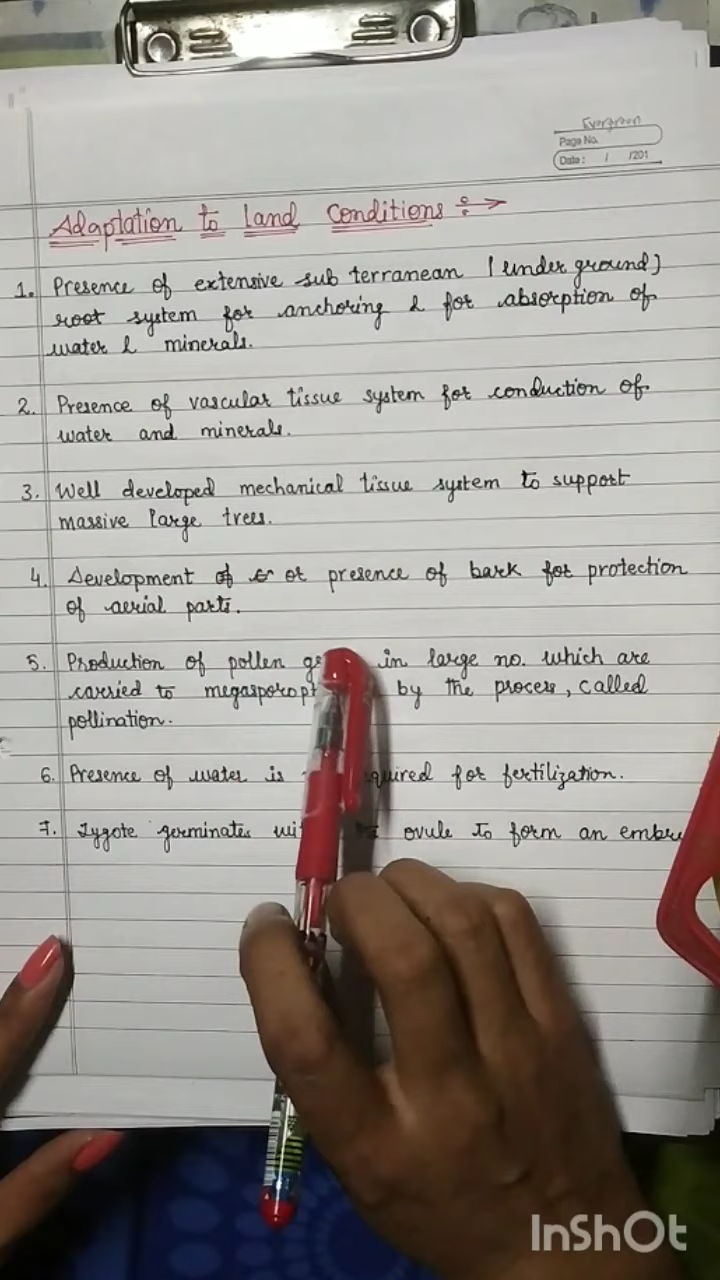 Evergreen
Page No.
Date : / /201
Adaptation to land conditions ÷→
1. Presence of extensive sub terranean (under ground)
root system for anchoring & for absorption of
water & minerals.
2. Presence of vascular tissue system for conduction of
water and minerals.
3. Well developed mechanical tissue system to support
massive large trees.
4. Development or presence of bark for protection
of aerial parts.
5. Production of pollen in large no. which are
carried to by the process, called
pollination.
6. Presence of water is for fertilization.
7. Zygote germinates ovule to form an
InShOt